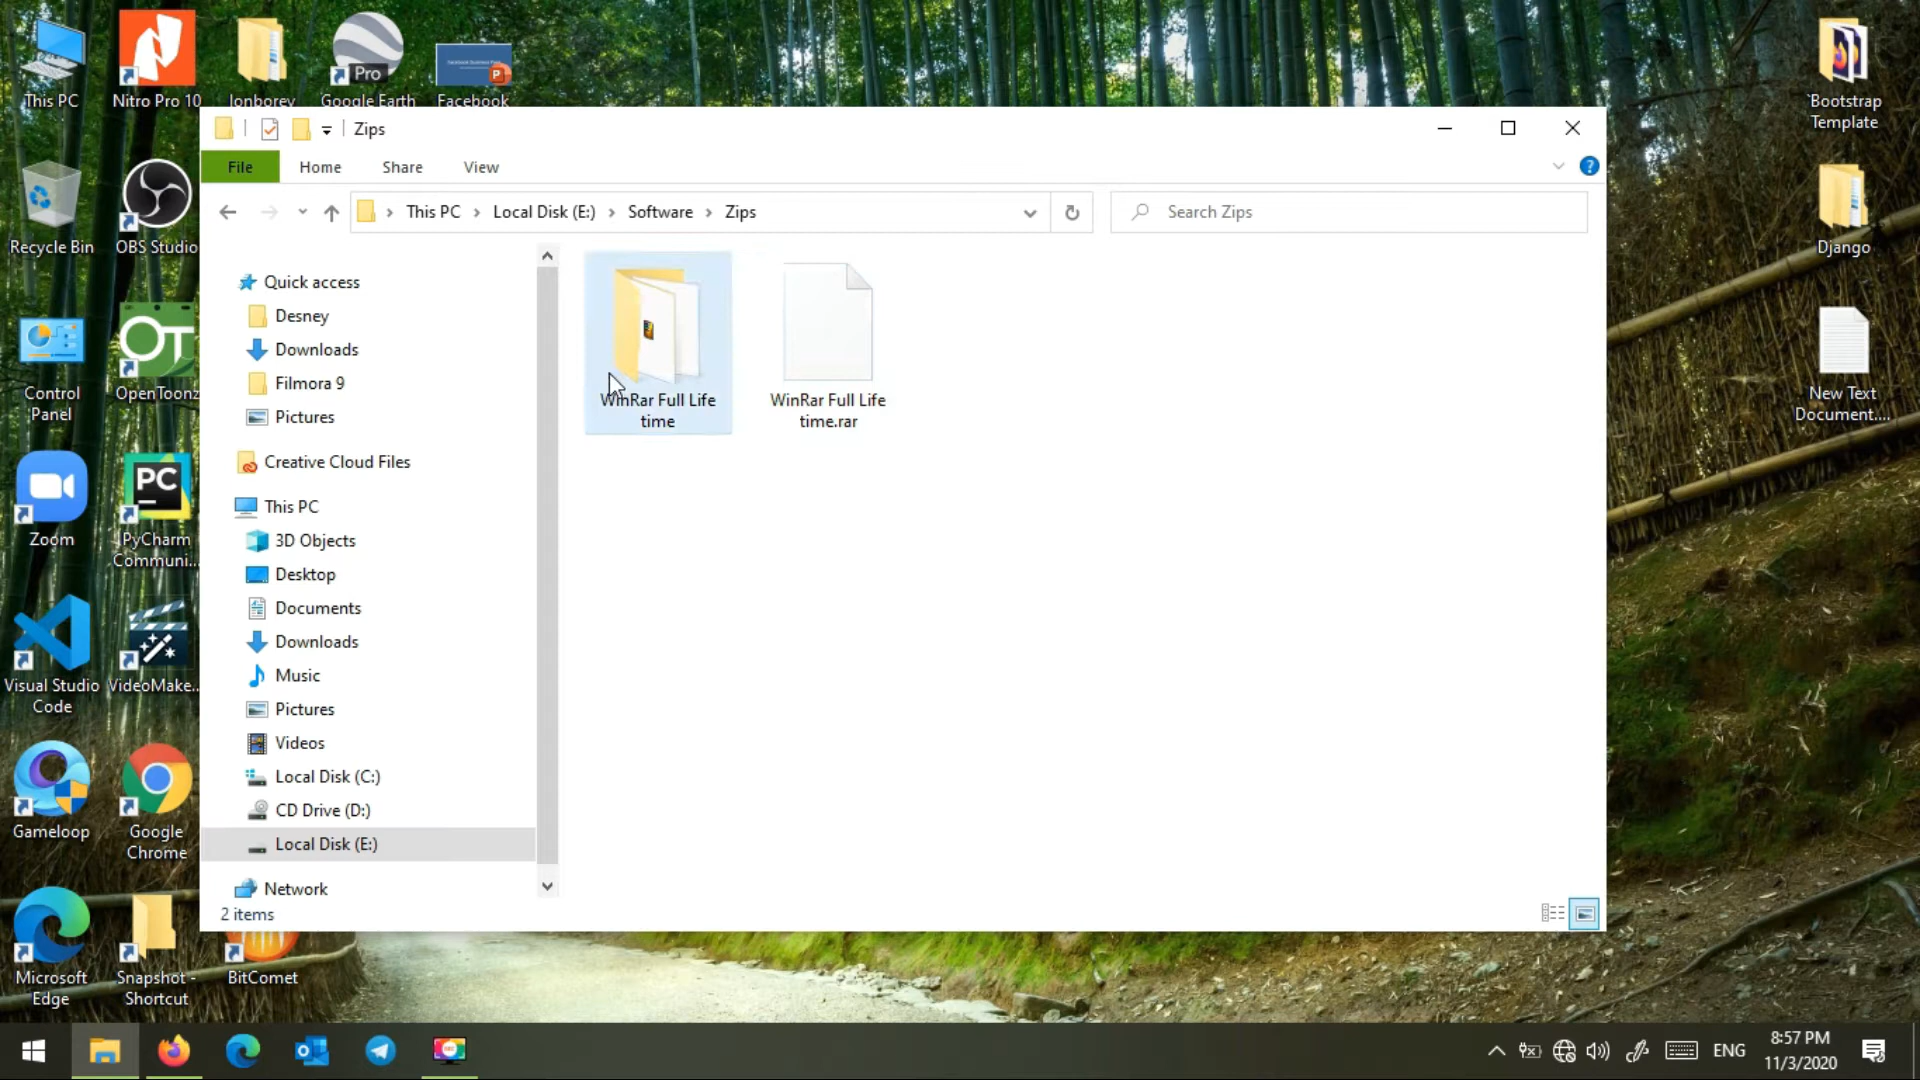 This PC
Nitro Pro 10
Jonborey
Pro
Google Earth
Facebook
P
`Bootstrap
Template
Zips
File
Home
Share
View
?
This PC
Local Disk (E:)
Software
Zips
Search Zips
Recycle Bin
OBS Studio
Django
Quick access
Desney
Downloads
Filmora 9
Pictures
WinRar Full Life
time
WinRar Full Life
time.rar
Control
Panel
OT
OpenToonz
New Text
Document....
Creative Cloud Files
This PC
3D Objects
Desktop
Documents
Downloads
Music
Pictures
Videos
Local Disk (C:)
CD Drive (D:)
Local Disk (E:)
Network
2 items
Zoom
PC
PyCharm
Communi...
Visual Studio
Code
VideoMake...
Gameloop
Google
Chrome
Microsoft
Edge
Snapshot -
Shortcut
BitComet
ENG
8:57 PM
11/3/2020